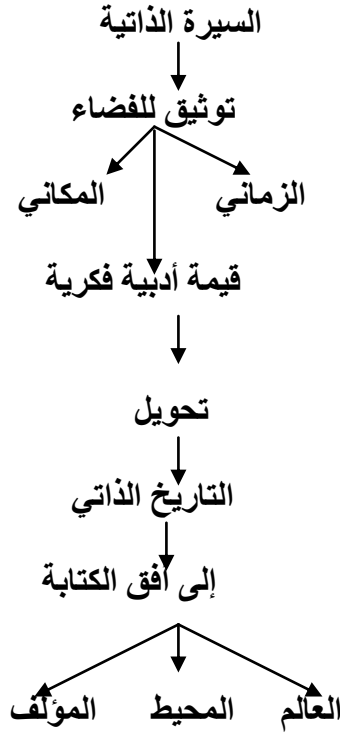 السيرة الذاتية
توثيق للفضاء
الزماني المكاني
قيمة أدبية فكرية
تحويل
التاريخ الذاتي
إلى أفق الكتابة
العالم المحيط المؤلف